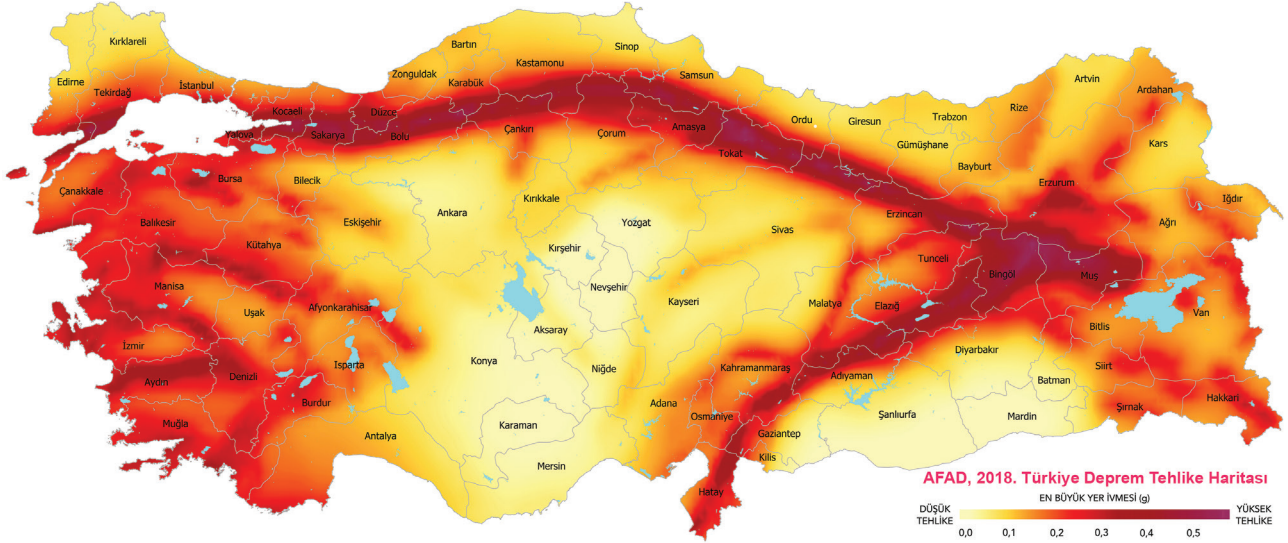 Kırklareli
Edirne
Tekirdağ
İstanbul
Kocaeli
Yalova
Sakarya
Düzce
Bolu
Zonguldak
Bartın
Karabük
Kastamonu
Sinop
Samsun
Çankırı
Çorum
Amasya
Tokat
Ordu
Giresun
Trabzon
Gümüşhane
Bayburt
Rize
Artvin
Ardahan
Kars
Erzurum
Iğdır
Ağrı
Çanakkale
Bursa
Bilecik
Balıkesir
Kütahya
Eskişehir
Ankara
Kırıkkale
Yozgat
Kırşehir
Sivas
Erzincan
Tunceli
Bingöl
Muş
Manisa
Uşak
Afyonkarahisar
Nevşehir
Kayseri
Malatya
Elazığ
Bitlis
Van
İzmir
Aydın
Denizli
Isparta
Burdur
Konya
Aksaray
Niğde
Kahramanmaraş
Adıyaman
Diyarbakır
Batman
Siirt
Şırnak
Hakkari
Muğla
Antalya
Karaman
Mersin
Adana
Osmaniye
Gaziantep
Kilis
Şanlıurfa
Mardin
Hatay
AFAD, 2018. Türkiye Deprem Tehlike Haritası
EN BÜYÜK YER İVMESİ (g)
DÜŞÜK
TEHLİKE
YÜKSEK
TEHLİKE
0,0 0,1 0,2 0,3 0,4 0,5